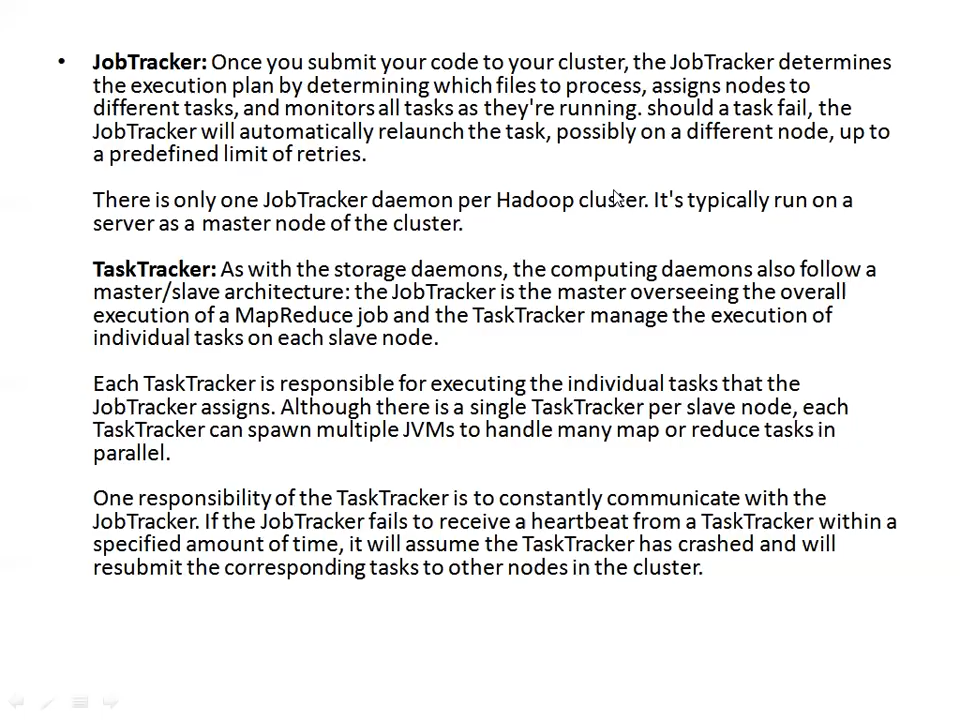 • JobTracker: Once you submit your code to your cluster, the JobTracker determines
the execution plan by determining which files to process, assigns nodes to
different tasks, and monitors all tasks as they're running. should a task fail, the
JobTracker will automatically relaunch the task, possibly on a different node, up to
a predefined limit of retries.
There is only one JobTracker daemon per Hadoop cluster. It's typically run on a
server as a master node of the cluster.
TaskTracker: As with the storage daemons, the computing daemons also follow a
master/slave architecture: the JobTracker is the master overseeing the overall
execution of a MapReduce job and the TaskTracker manage the execution of
individual tasks on each slave node.
Each TaskTracker is responsible for executing the individual tasks that the
JobTracker assigns. Although there is a single TaskTracker per slave node, each
TaskTracker can spawn multiple JVMs to handle many map or reduce tasks in
parallel.
One responsibility of the TaskTracker is to constantly communicate with the
JobTracker. If the JobTracker fails to receive a heartbeat from a TaskTracker within a
specified amount of time, it will assume the TaskTracker has crashed and will
resubmit the corresponding tasks to other nodes in the cluster.